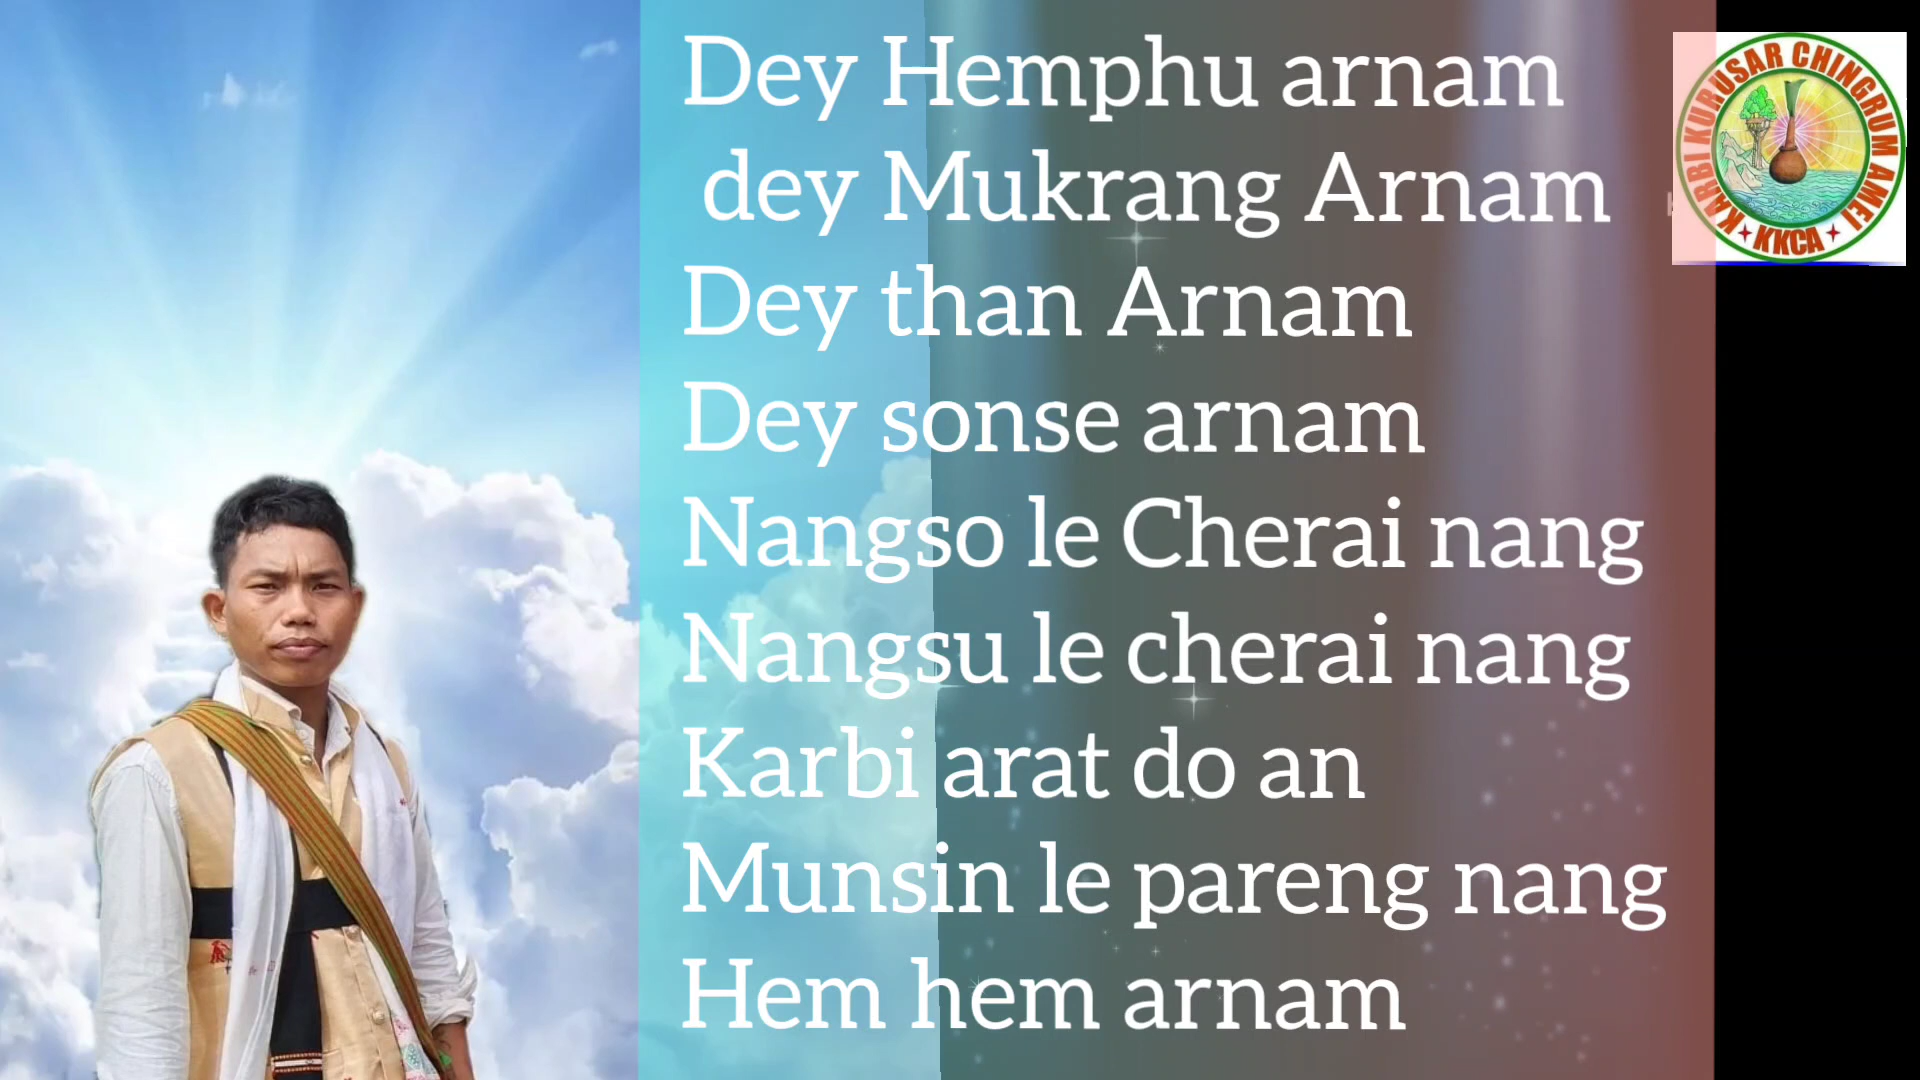 Dey Hemphu arnam
dey Mukrang Arnam
Dey than Arnam
Dey sonse arnam
Nangso le Cherai nang
Nangsu le cherai nang
Karbi arat do an
Munsin le pareng nang
Hem hem arnam
KARBI KURUSAR CHINGRUM AMEI
KKCA